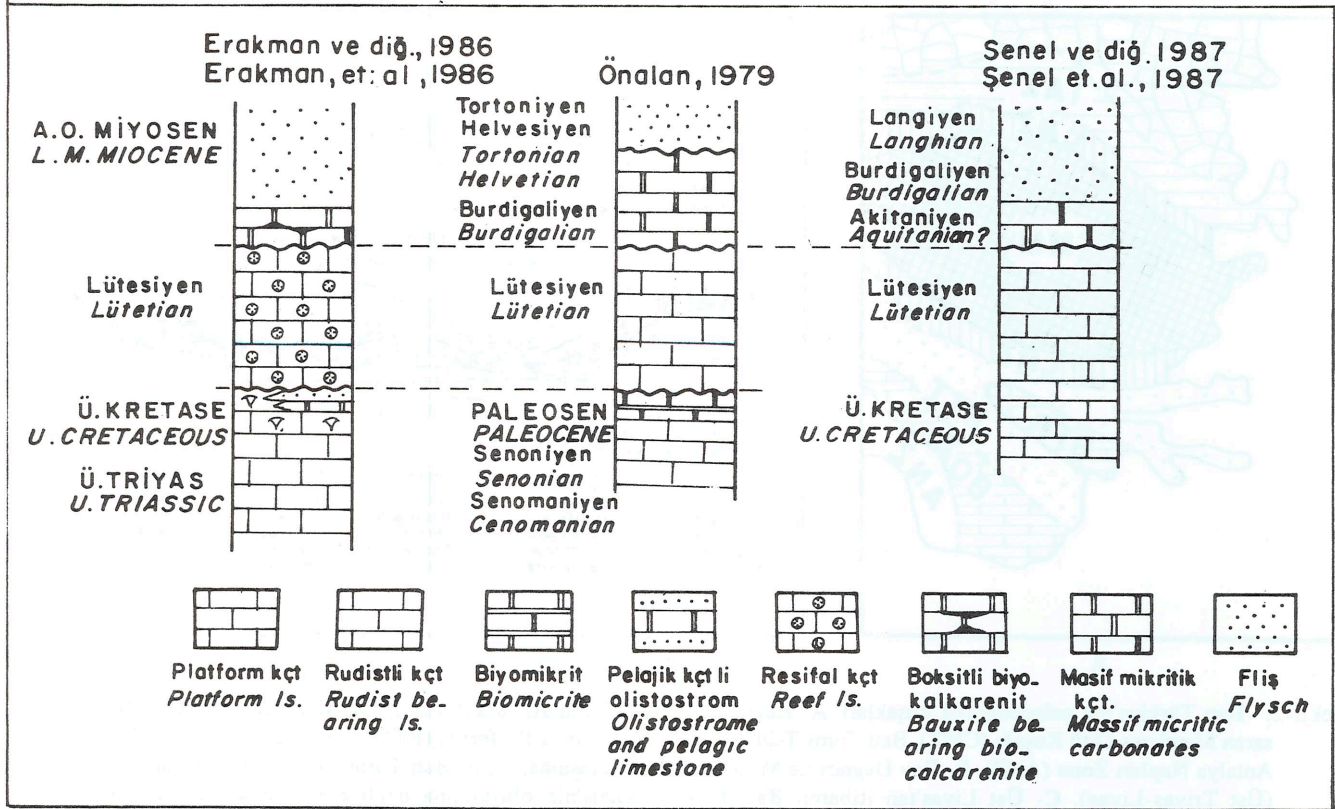 Erakman ve diğ., 1986
Erakman, et: al , 1986
A.O. MİYOSEN
L. M. MIOCENE
Lütesiyen
Lütetian
Ü. KRETASE
U. CRETACEOUS
Ü. TRİYAS
U. TRIASSIC
Önalan, 1979
Tortoniyen
Helvesiyen
Tortonian
Helvetian
Burdigaliyen
Burdigalian
Lütesiyen
Lütetian
PALEOSEN
PALEOCENE
Senoniyen
Senonian
Senomaniyen
Cenomanian
Şenel ve diğ. 1987
Şenel et.al., 1987
Langiyen
Langhian
Burdigaliyen
Burdigalian
Akitaniyen
Aquitanian?
Lütesiyen
Lütetian
Ü. KRETASE
U. CRETACEOUS
Platform kçt
Platform ls.
Rudistli kçt
Rudist be-
aring ls.
Biyomikrit
Biomicrite
Pelajik kçt li
olistostrom
Olistostrome
and pelagic
limestone
Resifal kçt
Reef ls.
Boksitli biyo-
kalkarenit
Bauxite be
aring bio-
calcarenite
Masif mikritik
kçt.
Massif micritic
carbonates
Fliş
Flysch